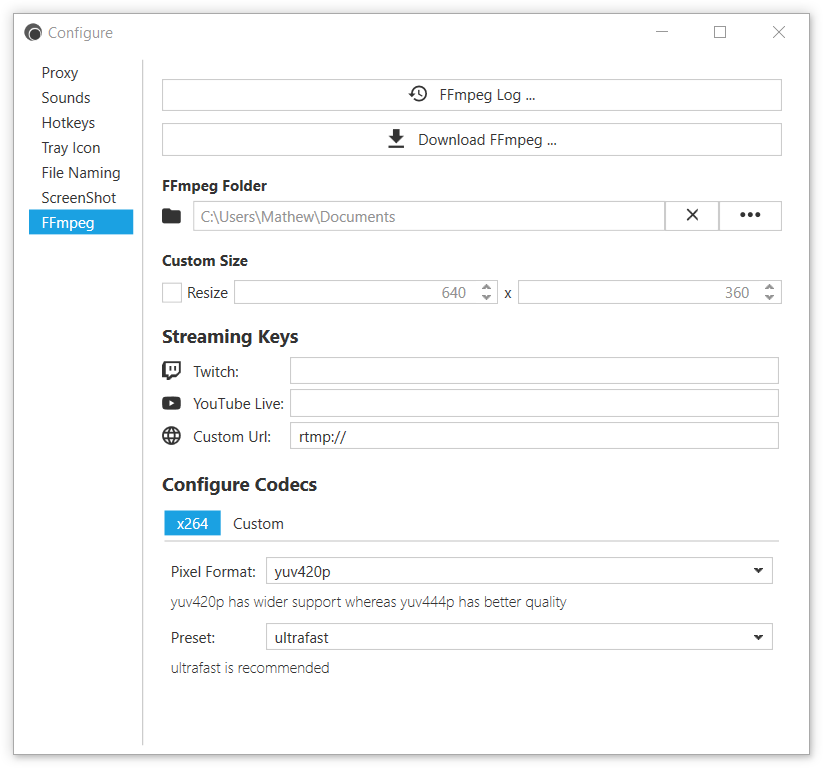 Configure
Proxy
Sounds
Hotkeys
Tray Icon
File Naming
ScreenShot
FFmpeg
FFmpeg Log ...
Download FFmpeg ...
FFmpeg Folder
C:\Users\Mathew\Documents
Custom Size
Resize 640 x 360
Streaming Keys
Twitch:
YouTube Live:
Custom Url: rtmp://
Configure Codecs
x264 Custom
Pixel Format: yuv420p
yuv420p has wider support whereas yuv444p has better quality
Preset: ultrafast
ultrafast is recommended